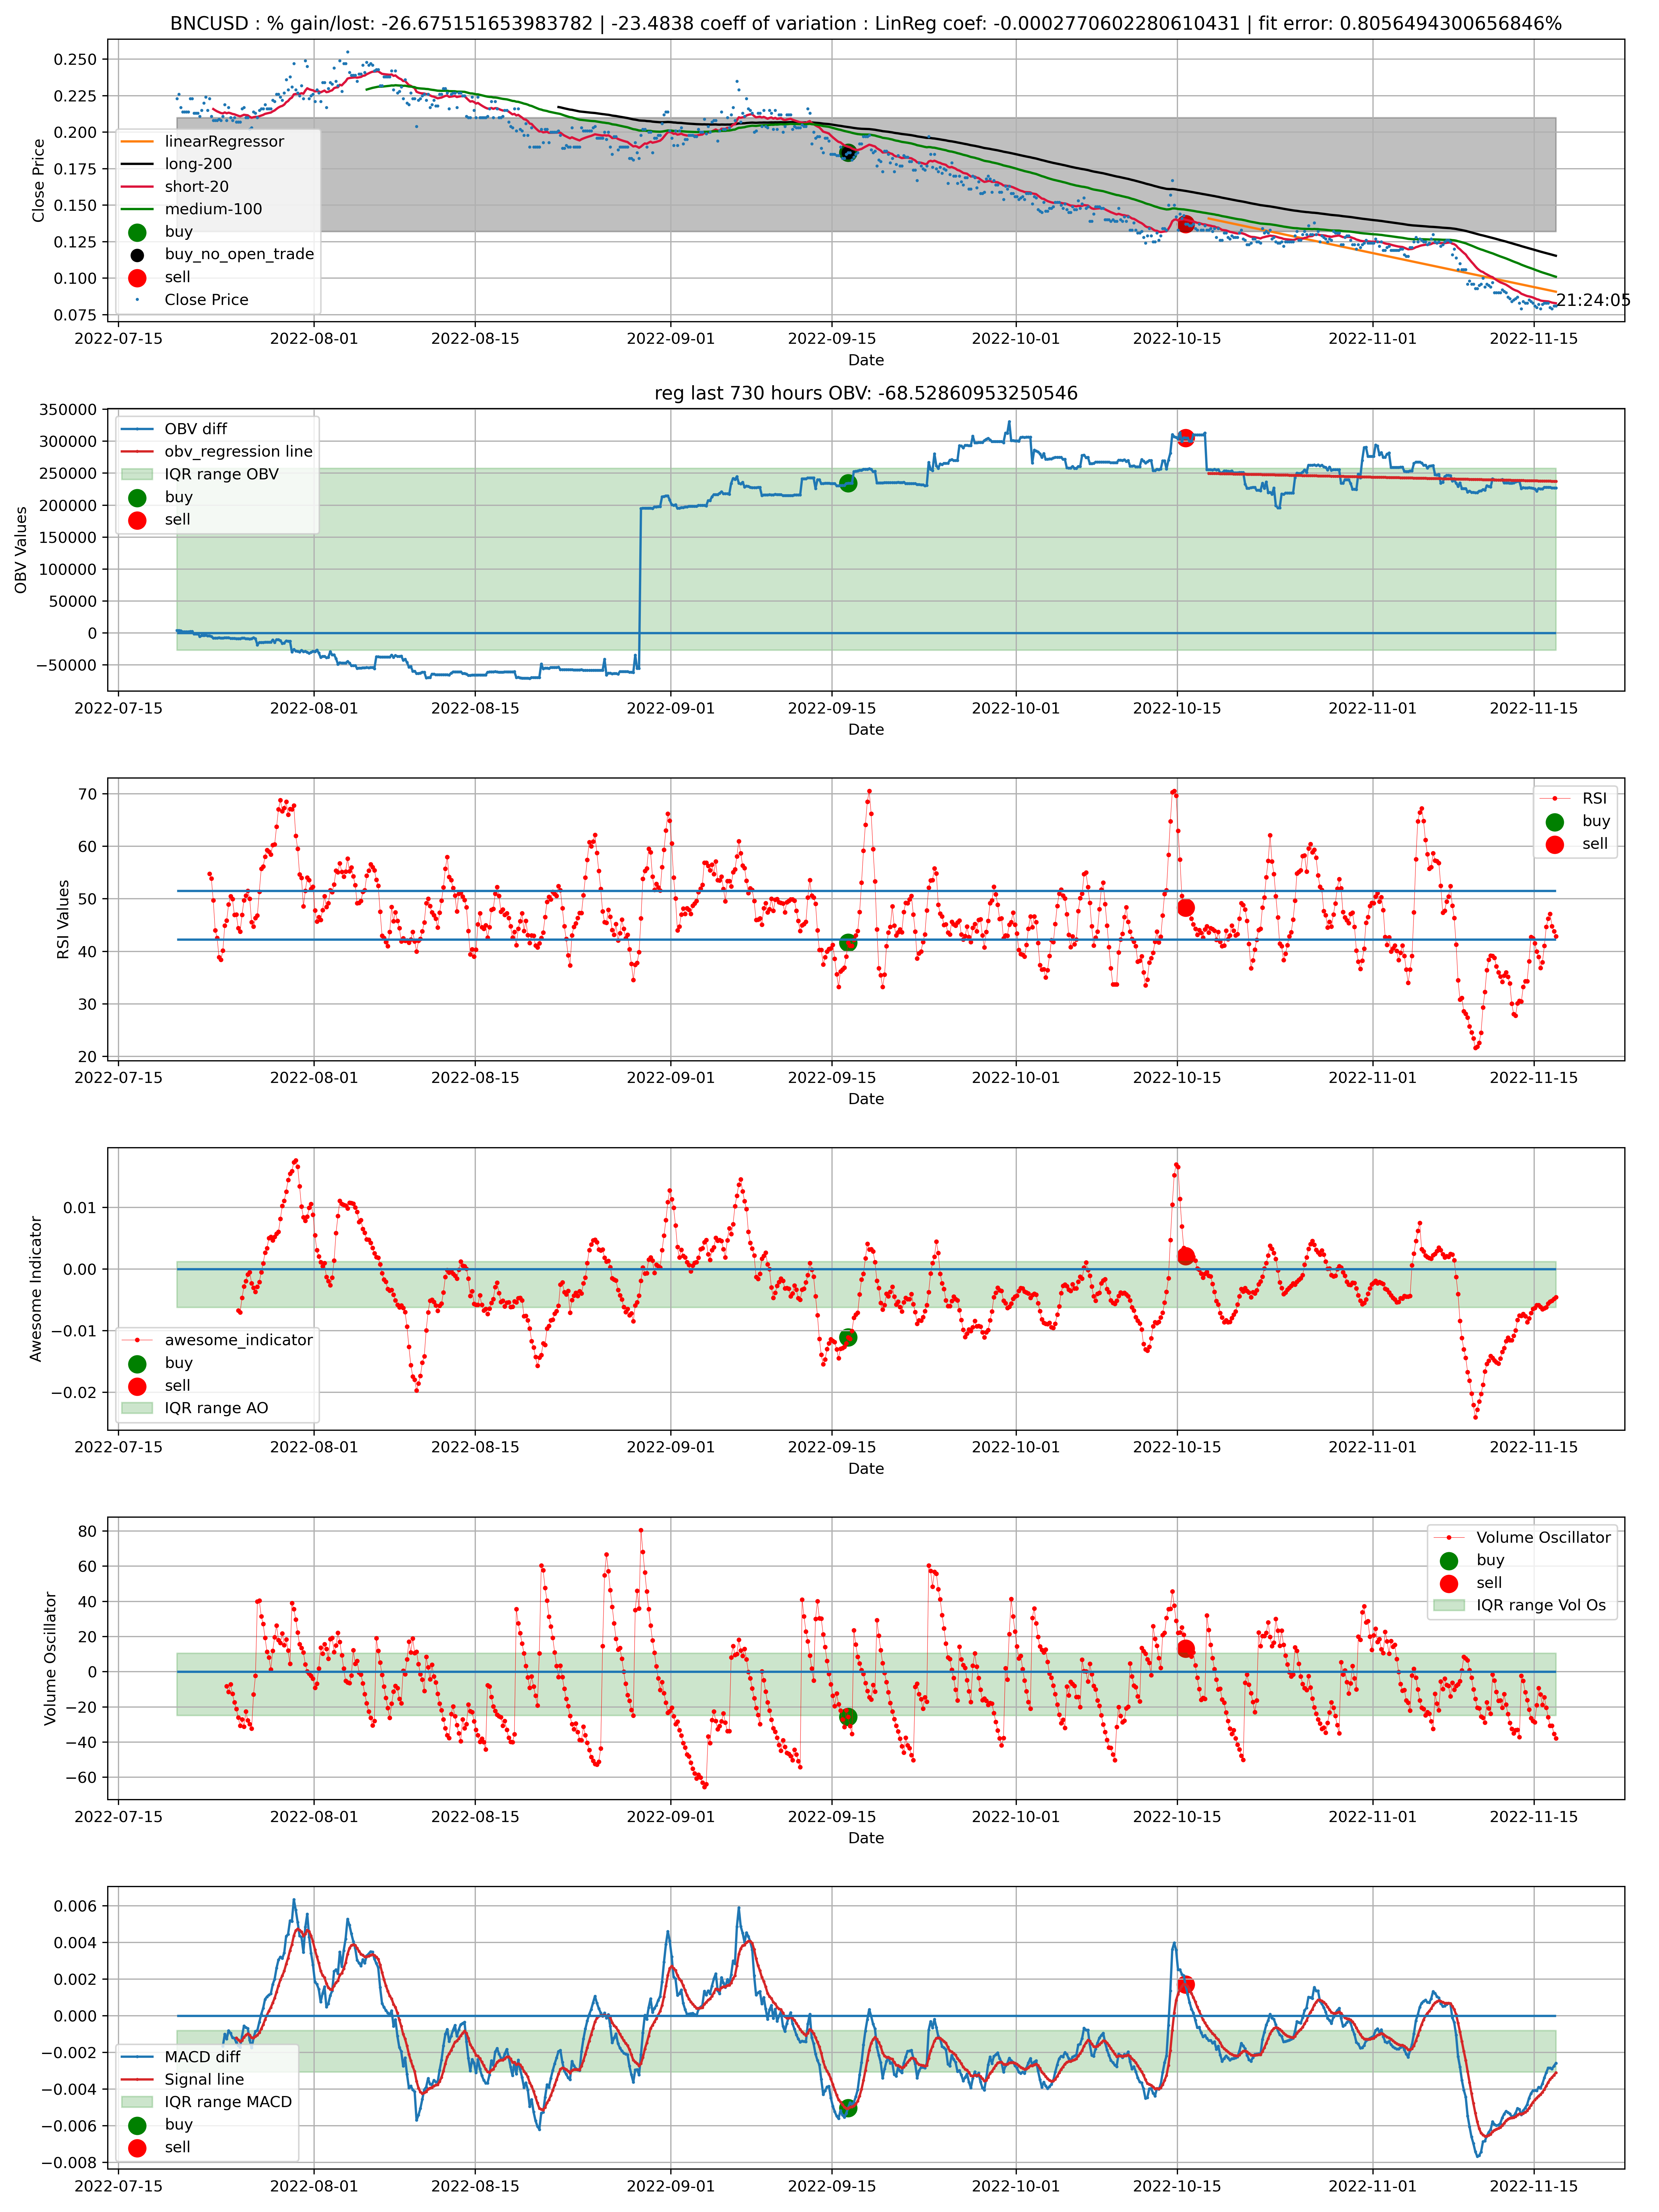 BNCUSD : % gain/lost: -26.675151653983782 | -23.4838 coeff of variation : LinReg coef: -0.0002770602280610431 | fit error: 0.8056494300656846%
Close Price
0.250
0.225
0.200
0.175
0.150
0.125
0.100
0.075
linearRegressor
long-200
short-20
medium-100
buy
buy_no_open_trade
sell
Close Price
21:24:05
2022-07-15 2022-08-01 2022-08-15 2022-09-01 2022-09-15 2022-10-01 2022-10-15 2022-11-01 2022-11-15
Date
reg last 730 hours OBV: -68.52860953250546
OBV Values
350000
300000
250000
200000
150000
100000
50000
0
−50000
OBV diff
obv_regression line
IQR range OBV
buy
sell
2022-07-15 2022-08-01 2022-08-15 2022-09-01 2022-09-15 2022-10-01 2022-10-15 2022-11-01 2022-11-15
Date
RSI Values
70
60
50
40
30
20
RSI
buy
sell
2022-07-15 2022-08-01 2022-08-15 2022-09-01 2022-09-15 2022-10-01 2022-10-15 2022-11-01 2022-11-15
Date
Awesome Indicator
0.01
0.00
−0.01
−0.02
awesome_indicator
buy
sell
IQR range AO
2022-07-15 2022-08-01 2022-08-15 2022-09-01 2022-09-15 2022-10-01 2022-10-15 2022-11-01 2022-11-15
Date
Volume Oscillator
80
60
40
20
0
−20
−40
−60
Volume Oscillator
buy
sell
IQR range Vol Os
2022-07-15 2022-08-01 2022-08-15 2022-09-01 2022-09-15 2022-10-01 2022-10-15 2022-11-01 2022-11-15
Date
0.006
0.004
0.002
0.000
−0.002
−0.004
−0.006
−0.008
MACD diff
Signal line
IQR range MACD
buy
sell
2022-07-15 2022-08-01 2022-08-15 2022-09-01 2022-09-15 2022-10-01 2022-10-15 2022-11-01 2022-11-15